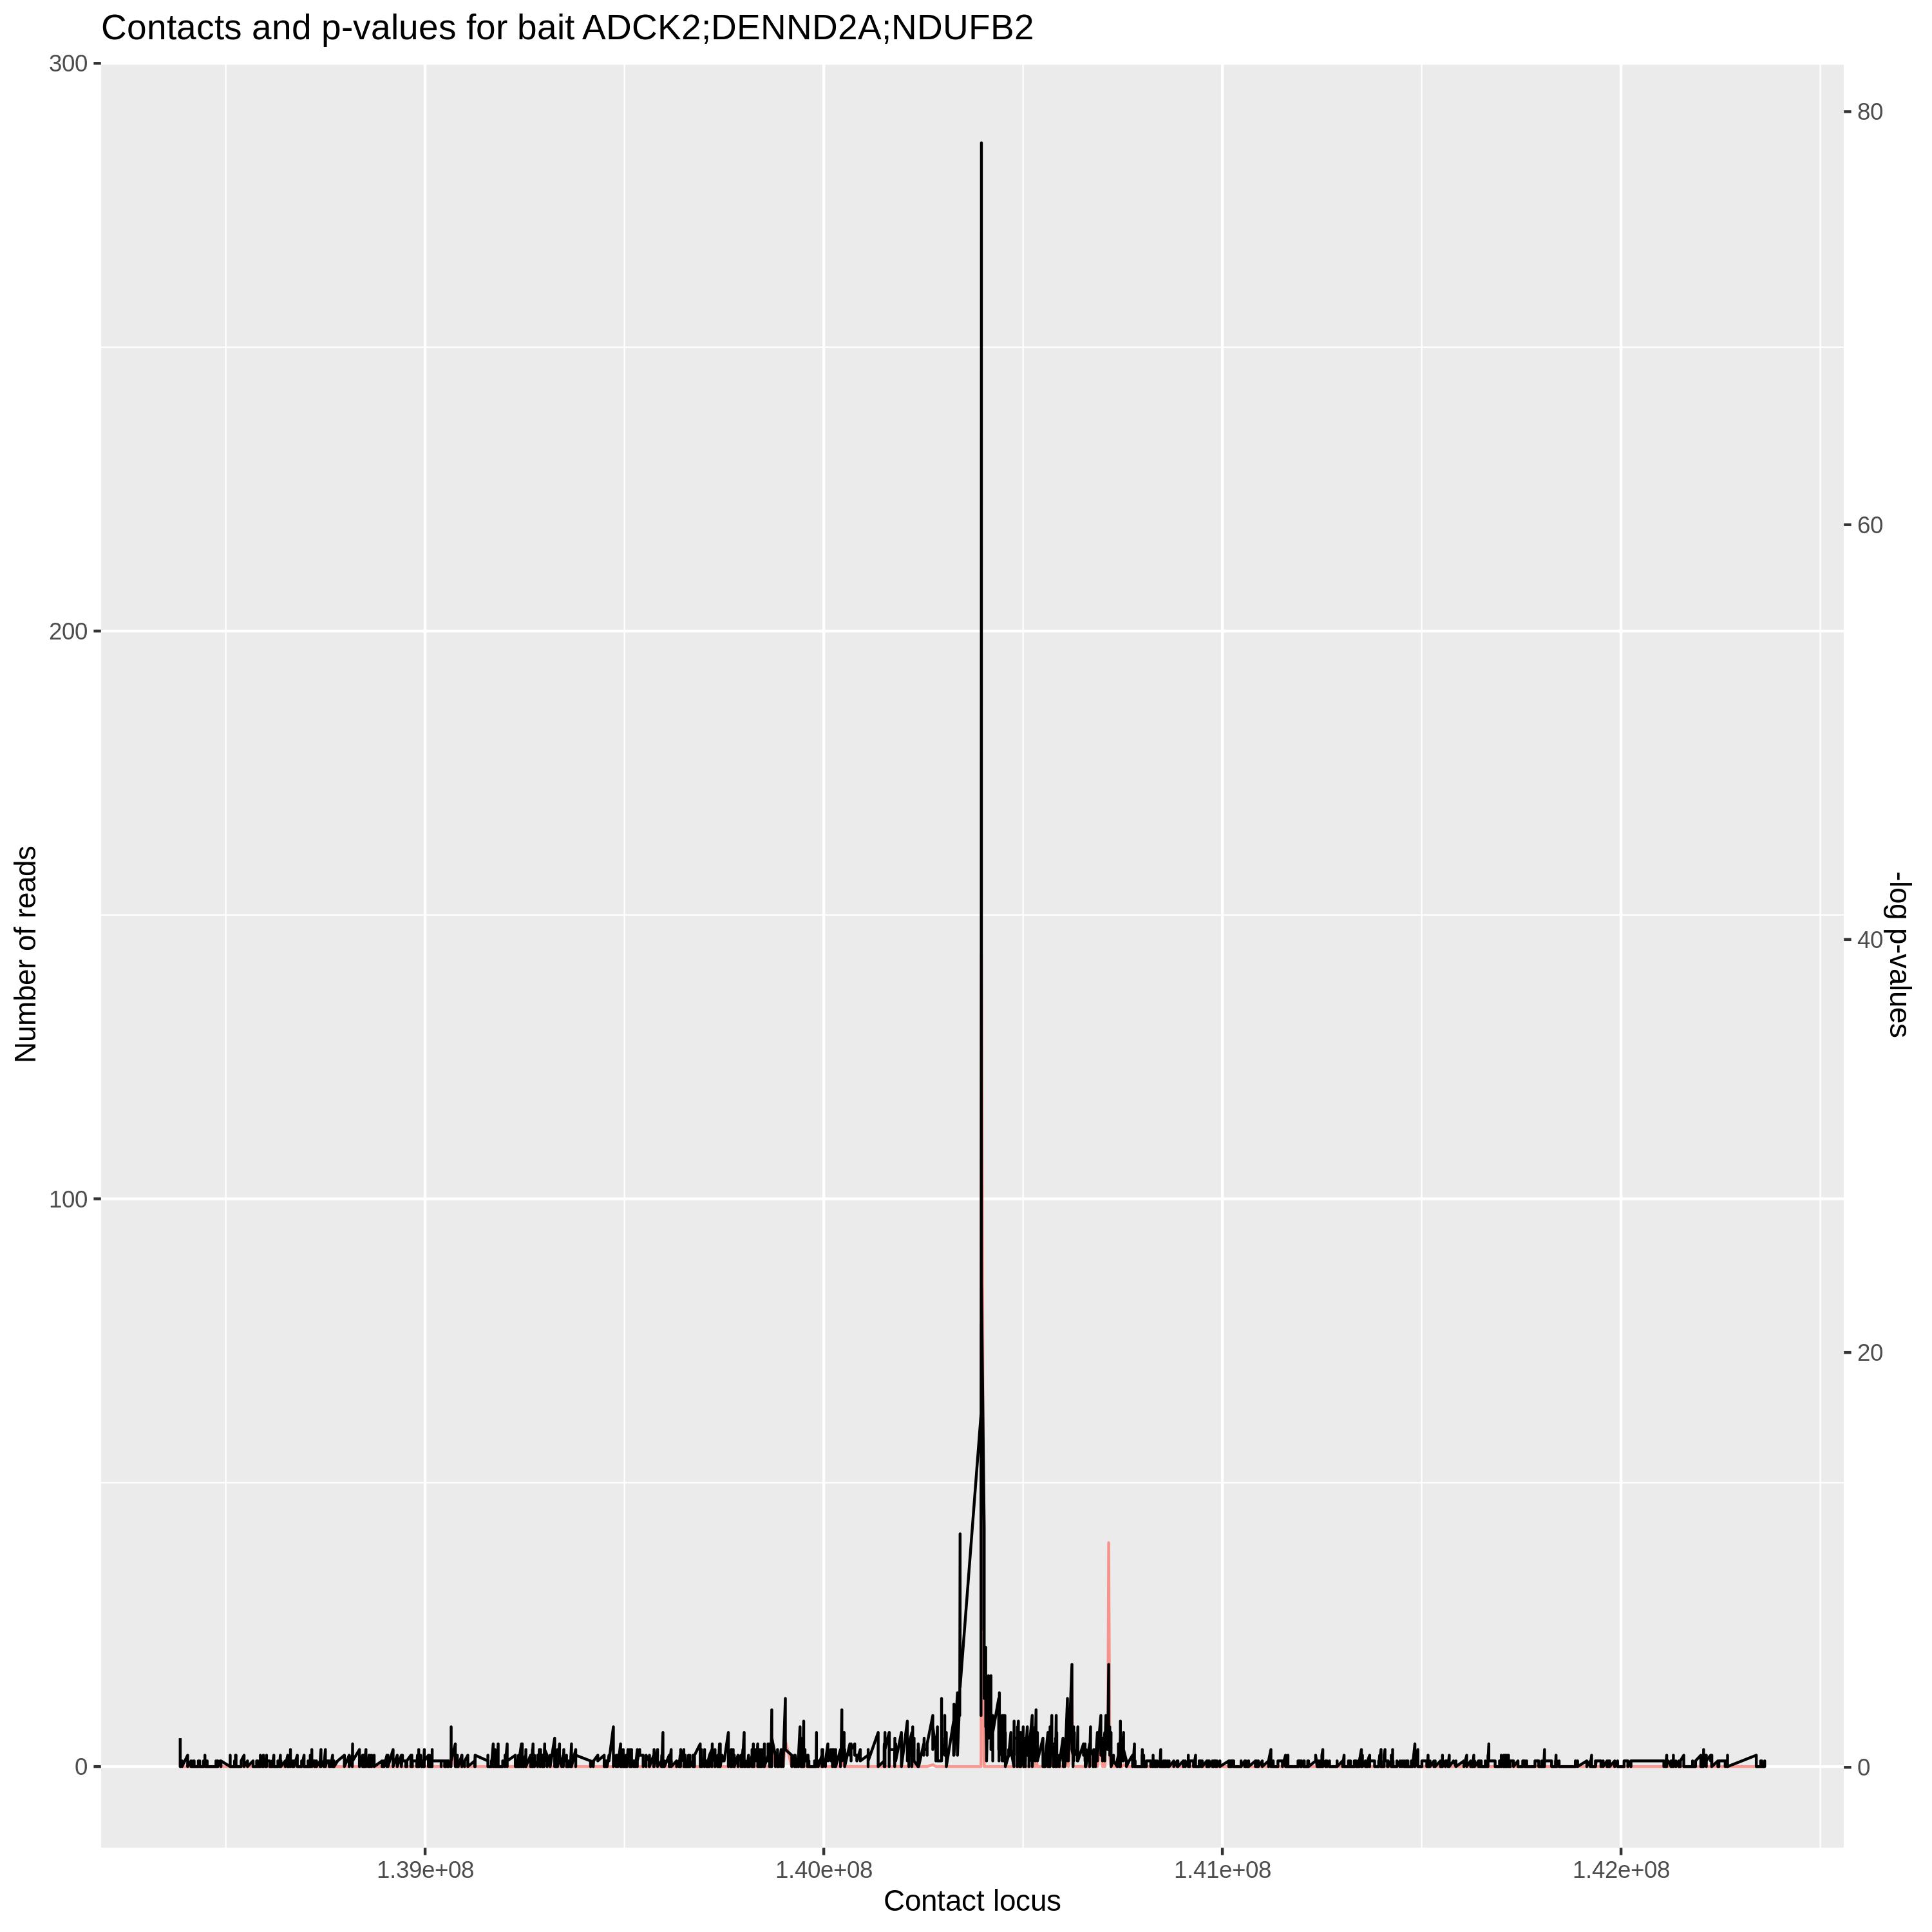 Contacts and p-values for bait ADCK2;DENND2A;NDUFB2
300
200
100
0
Number of reads
80
60
40
20
0
-log p-values
1.39e+08 1.40e+08 1.41e+08 1.42e+08
Contact locus